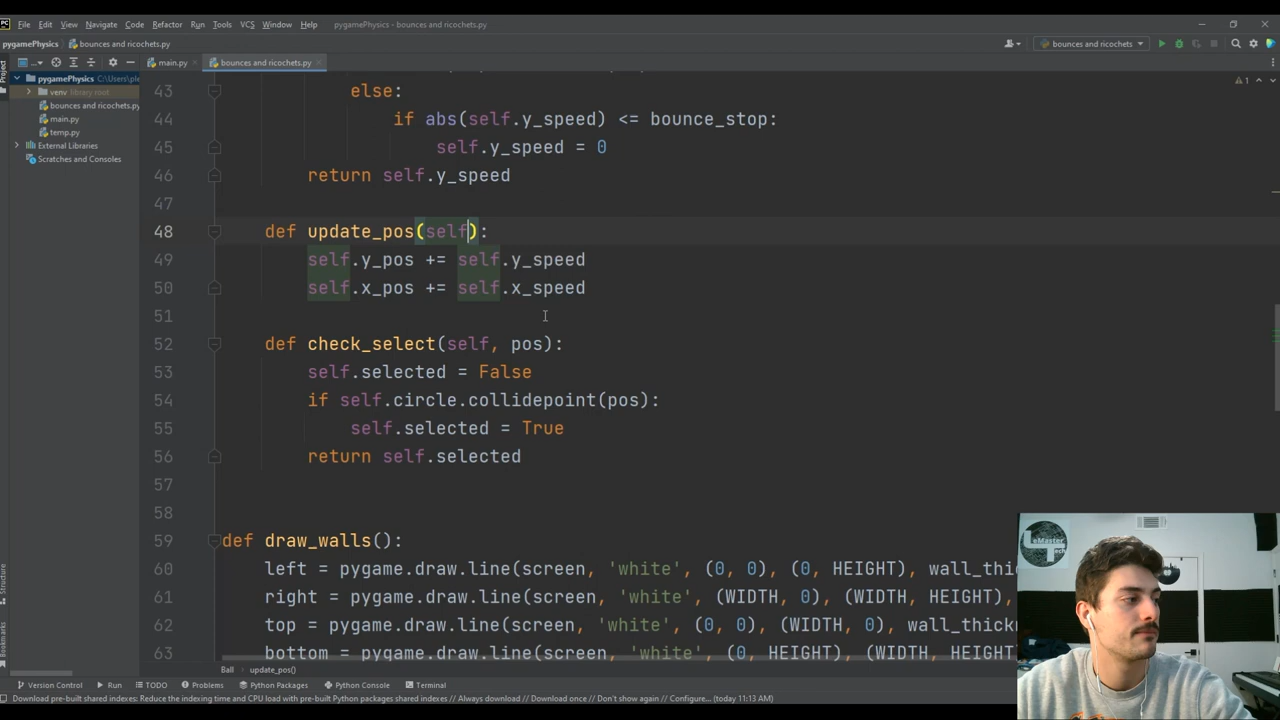 PC File Edit View Navigate Code Refactor Run Tools VCS Window Help pygamePhysics - bounces and ricochets.py
pygamePhysics bounces and ricochets.py bounces and ricochets
main.py bounces and ricochets.py
Project
pygamePhysics C:\Users\ple
venv library root
bounces and ricochets.py
main.py
temp.py
External Libraries
Scratches and Consoles
1
43 else:
44 if abs(self.y_speed) <= bounce_stop:
45 self.y_speed = 0
46 return self.y_speed
47
48 def update_pos(self):
49 self.y_pos += self.y_speed
50 self.x_pos += self.x_speed
51
52 def check_select(self, pos):
53 self.selected = False
54 if self.circle.collidepoint(pos):
55 self.selected = True
56 return self.selected
57
58
59 def draw_walls():
60 left = pygame.draw.line(screen, 'white', (0, 0), (0, HEIGHT), wall_thi
61 right = pygame.draw.line(screen, 'white', (WIDTH, 0), (WIDTH, HEIGHT),
62 top = pygame.draw.line(screen, 'white', (0, 0), (WIDTH, 0), wall_thick
63 bottom = pygame.draw.line(screen, 'white', (0, HEIGHT), (WIDTH, HEIGHT
Structure
Bookmarks
LeMaster
Tech
Ball update_pos()
Version Control Run TODO Problems Python Packages Python Console Terminal
Download pre-built shared indexes: Reduce the indexing time and CPU load with pre-built Python packages shared indexes // Always download // Download once // Don't show again // Configure... (today 11:13 AM)